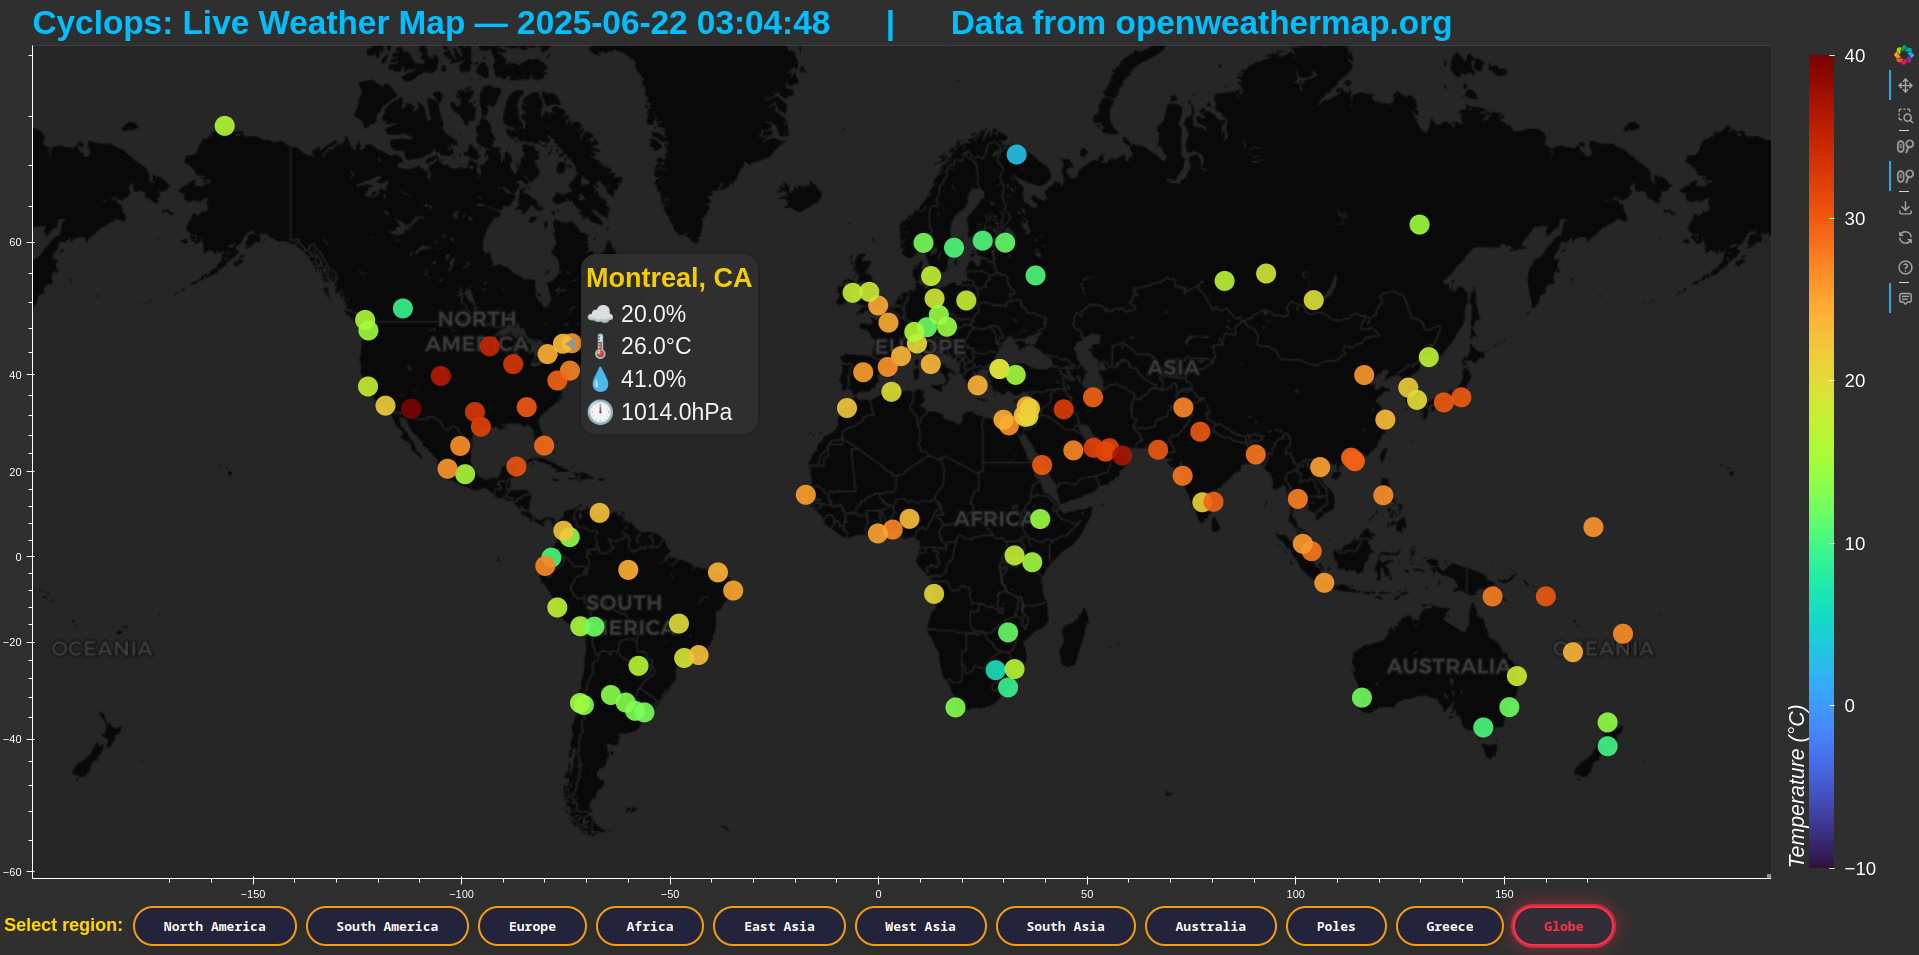 Cyclops: Live Weather Map — 2025-06-22 03:04:48 | Data from openweathermap.org
40
30
20
10
0
−10
Temperature (°C)
60
40
20
0
−20
−40
−60
−150
−100
−50
0
50
100
150
Montreal, CA
20.0%
26.0°C
41.0%
1014.0hPa
NORTH
AMERICA
EUROPE
ASIA
AFRICA
SOUTH
ERICA
OCEANIA
AUSTRALIA
OCEANIA
Select region:
North America
South America
Europe
Africa
East Asia
West Asia
South Asia
Australia
Poles
Greece
Globe